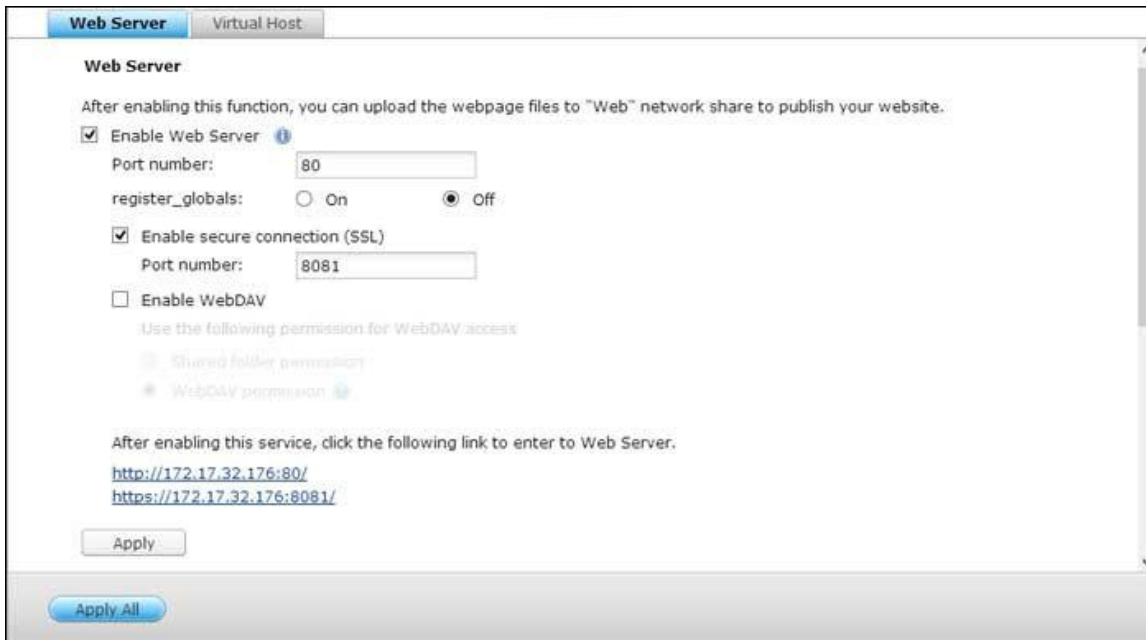 Web Server
Virtual Host
Web Server
After enabling this function, you can upload the webpage files to "Web" network share to publish your website.
Enable Web Server
Port number: 80
register_globals: On Off
Enable secure connection (SSL)
Port number: 8081
Enable WebDAV
Use the following permission for WebDAV access
Shared folder permission
WebDAV permission
After enabling this service, click the following link to enter to Web Server.
http://172.17.32.176:80/
https://172.17.32.176:8081/
Apply
Apply All